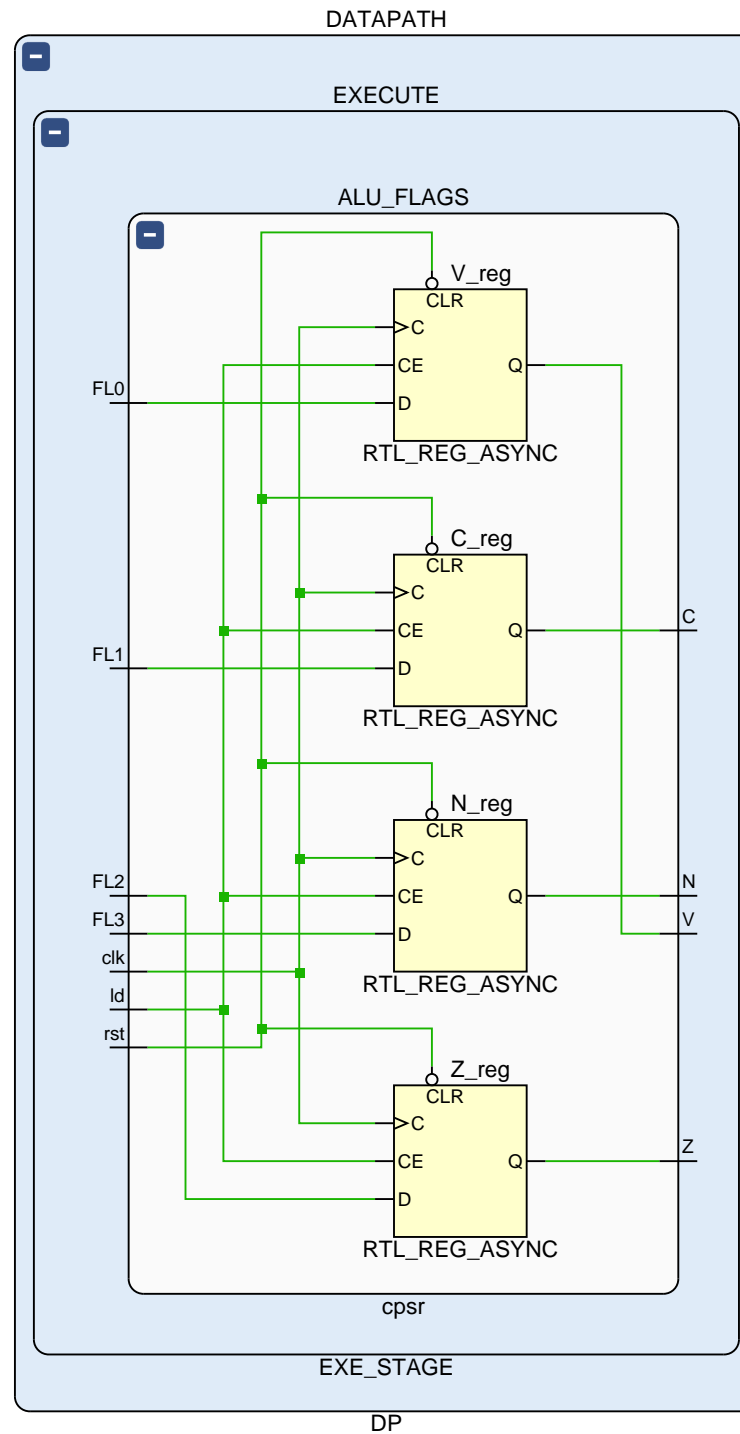 DATAPATH
EXECUTE
ALU_FLAGS
V_reg
CLR
C
CE
Q
FL0
D
RTL_REG_ASYNC
C_reg
CLR
C
C
CE
Q
FL1
D
RTL_REG_ASYNC
N_reg
CLR
C
FL2
CE
Q
N
FL3
D
V
clk
RTL_REG_ASYNC
ld
rst
Z_reg
CLR
C
CE
Q
Z
D
RTL_REG_ASYNC
cpsr
EXE_STAGE
DP